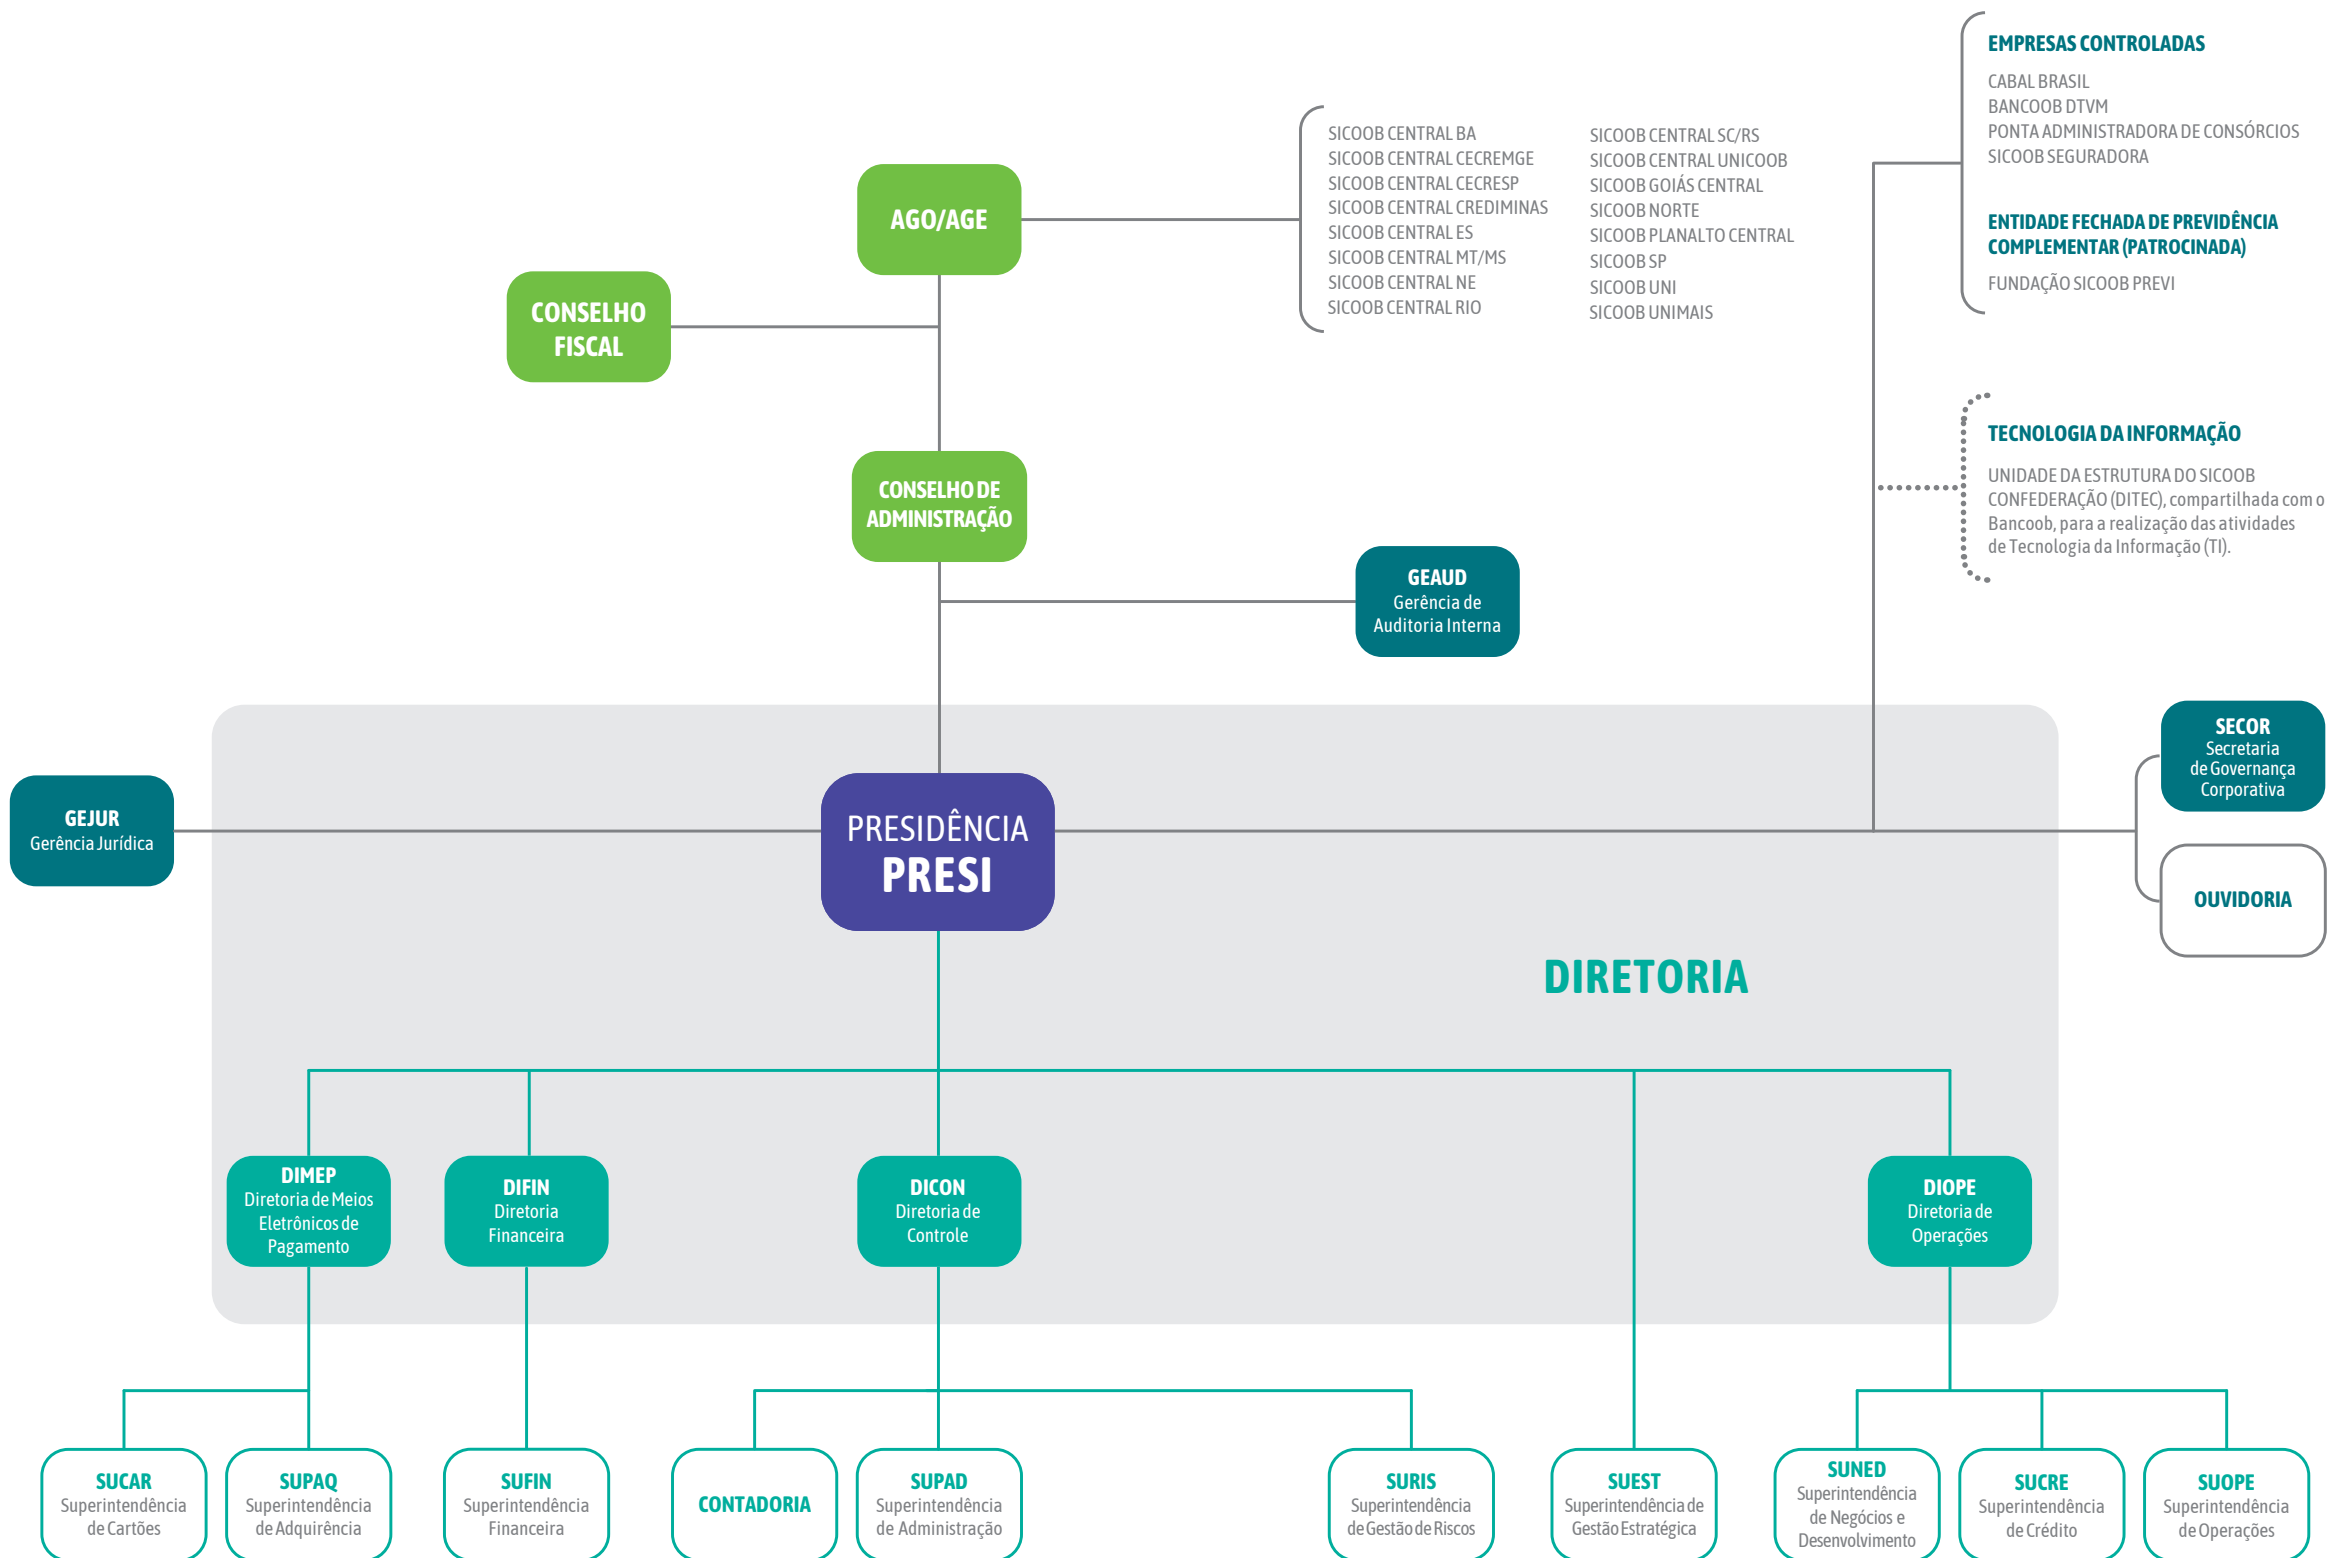 EMPRESAS CONTROLADAS
CABAL BRASIL
BANCOOB DTVM
PONTA ADMINISTRADORA DE CONSÓRCIOS
SICOOB SEGURADORA
ENTIDADE FECHADA DE PREVIDÊNCIA
COMPLEMENTAR (PATROCINADA)
FUNDAÇÃO SICOOB PREVI
AGO/AGE
SICOOB CENTRAL BA
SICOOB CENTRAL CECREMGE
SICOOB CENTRAL CECRESP
SICOOB CENTRAL CREDIMINAS
SICOOB CENTRAL ES
SICOOB CENTRAL MT/MS
SICOOB CENTRAL NE
SICOOB CENTRAL RIO
SICOOB CENTRAL SC/RS
SICOOB CENTRAL UNICOOB
SICOOB GOIÁS CENTRAL
SICOOB NORTE
SICOOB PLANALTO CENTRAL
SICOOB SP
SICOOB UNI
SICOOB UNIMAIS
CONSELHO
FISCAL
TECNOLOGIA DA INFORMAÇÃO
UNIDADE DA ESTRUTURA DO SICOOB
CONFEDERAÇÃO (DITEC), compartilhada com o
Bancoob, para a realização das atividades
de Tecnologia da Informação (TI).
CONSELHO DE
ADMINISTRAÇÃO
GEAUD
Gerência de
Auditoria Interna
SECOR
Secretaria
de Governança
Corporativa
GEJUR
Gerência Jurídica
PRESIDÊNCIA
PRESI
OUVIDORIA
DIRETORIA
DIMEP
Diretoria de Meios
Eletrônicos de
Pagamento
DIFIN
Diretoria
Financeira
DICON
Diretoria de
Controle
DIOPE
Diretoria de
Operações
SUCAR
Superintendência
de Cartões
SUPAQ
Superintendência
de Adquirência
SUFIN
Superintendência
Financeira
CONTADORIA
SUPAD
Superintendência
de Administração
SURIS
Superintendência
de Gestão de Riscos
SUEST
Superintendência de
Gestão Estratégica
SUNED
Superintendência
de Negócios e
Desenvolvimento
SUCRE
Superintendência
de Crédito
SUOPE
Superintendência
de Operações